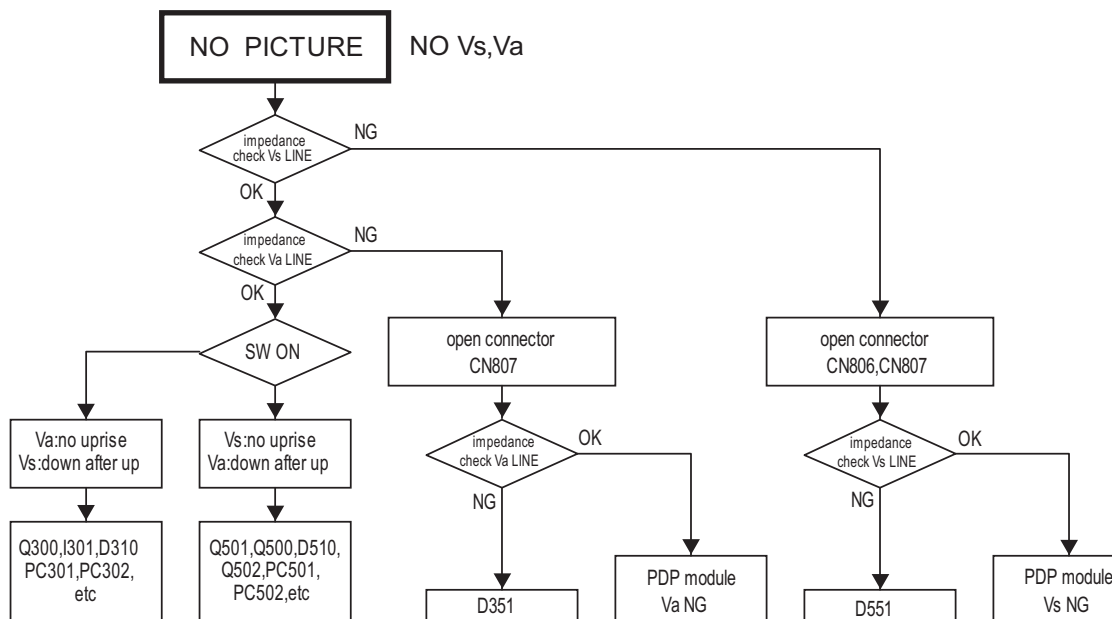 NO PICTURE
NO Vs,Va
impedance
check Vs LINE
NG
OK
impedance
check Va LINE
NG
OK
SW ON
open connector
CN807
open connector
CN806,CN807
Va:no uprise
Vs:down after up
Vs:no uprise
Va:down after up
impedance
check Va LINE
OK
NG
impedance
check Vs LINE
OK
NG
Q300,I301,D310
PC301,PC302,
etc
Q501,Q500,D510,
Q502,PC501,
PC502,etc
D351
PDP module
Va NG
D551
PDP module
Vs NG